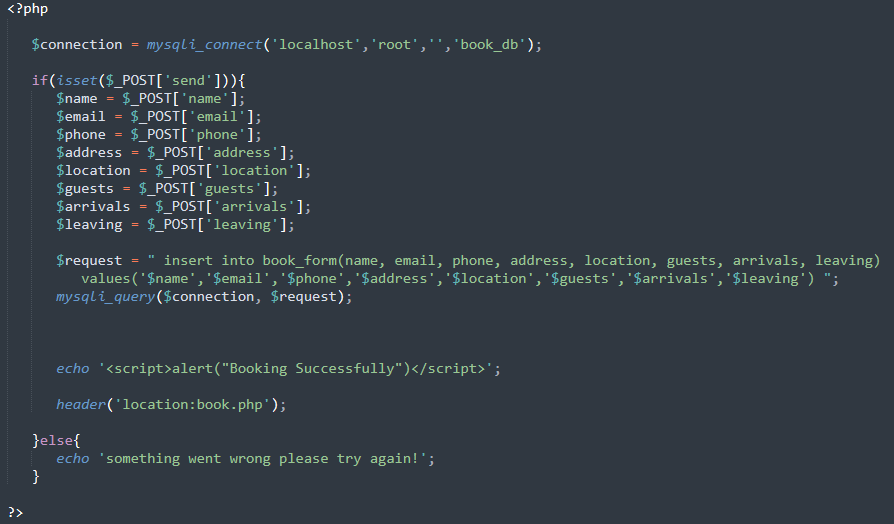 <?php
$connection = mysqli_connect('localhost','root','','book_db');
if(isset($_POST['send'])){
$name = $_POST['name'];
$email = $_POST['email'];
$phone = $_POST['phone'];
$address = $_POST['address'];
$location = $_POST['location'];
$guests = $_POST['guests'];
$arrivals = $_POST['arrivals'];
$leaving = $_POST['leaving'];
$request = " insert into book_form(name, email, phone, address, location, guests, arrivals, leaving)
values('$name','$email','$phone','$address','$location','$guests','$arrivals','$leaving') ";
mysqli_query($connection, $request);
echo '<script>alert("Booking Successfully")</script>';
header('location:book.php');
}else{
echo 'something went wrong please try again!';
}
?>